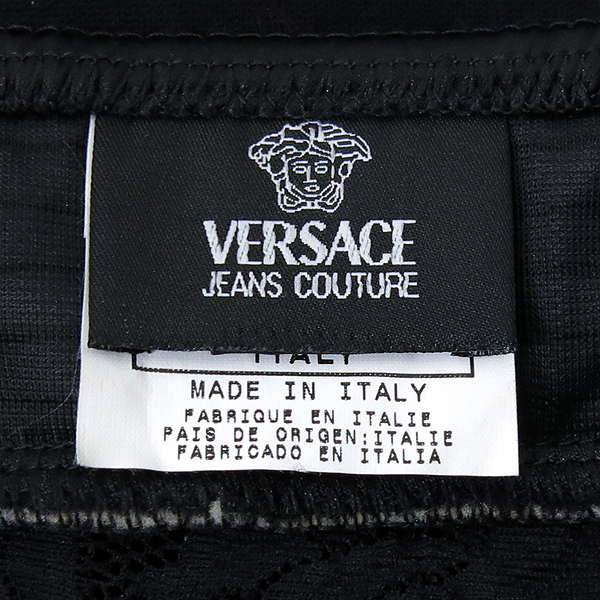 VERSACE
JEANS COUTURE
ITALY
MADE IN ITALY
FABRIQUE EN ITALIE
PAIS DE ORIGEN:ITALIE
FABRICADO EN ITALIA